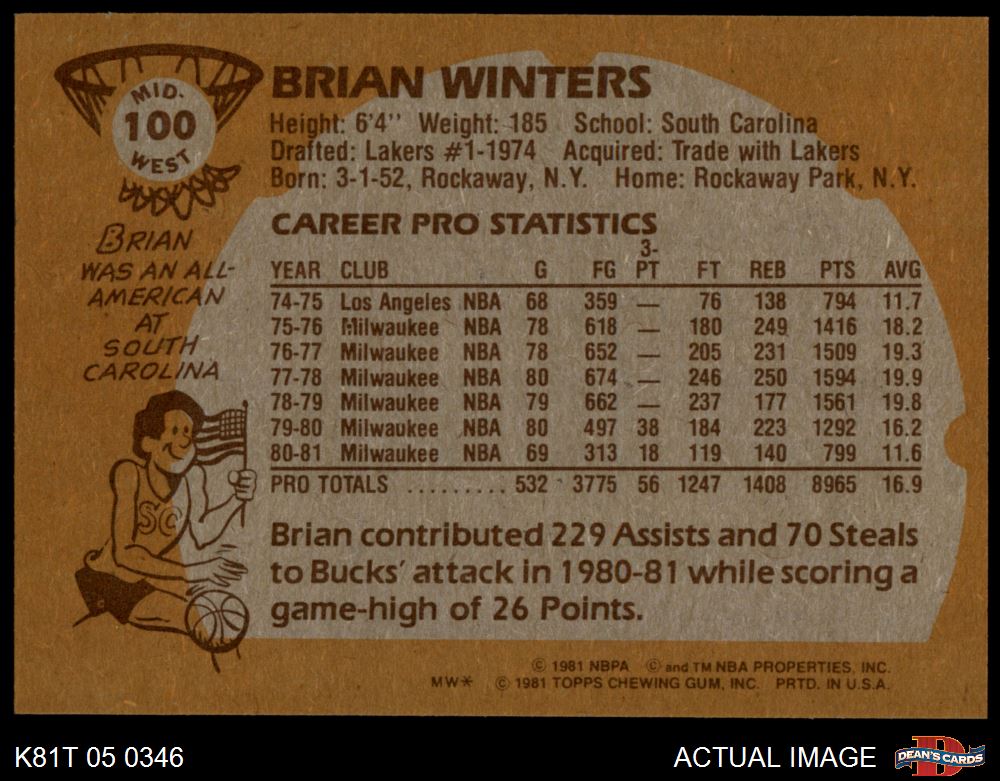 MID-
100
WEST
BRIAN WINTERS
Height: 6'4'' Weight: 185 School: South Carolina
Drafted: Lakers #1-1974 Acquired: Trade with Lakers
Born: 3-1-52, Rockaway, N.Y. Home: Rockaway Park, N.Y.
BRIAN
WAS AN ALL-
AMERICAN
AT
SOUTH
CAROLINA
SC
CAREER PRO STATISTICS
YEAR CLUB G FG 3-PT FT REB PTS AVG
74-75 Los Angeles NBA 68 359 — 76 138 794 11.7
75-76 Milwaukee NBA 78 618 — 180 249 1416 18.2
76-77 Milwaukee NBA 78 652 — 205 231 1509 19.3
77-78 Milwaukee NBA 80 674 — 246 250 1594 19.9
78-79 Milwaukee NBA 79 662 — 237 177 1561 19.8
79-80 Milwaukee NBA 80 497 38 184 223 1292 16.2
80-81 Milwaukee NBA 69 313 18 119 140 799 11.6
PRO TOTALS ......... 532 3775 56 1247 1408 8965 16.9
Brian contributed 229 Assists and 70 Steals
to Bucks' attack in 1980-81 while scoring a
game-high of 26 Points.
© 1981 NBPA © and TM NBA PROPERTIES, INC.
MW* © 1981 TOPPS CHEWING GUM, INC. PRTD. IN U.S.A.
K81T 05 0346
ACTUAL IMAGE
D
DEAN'S CARDS